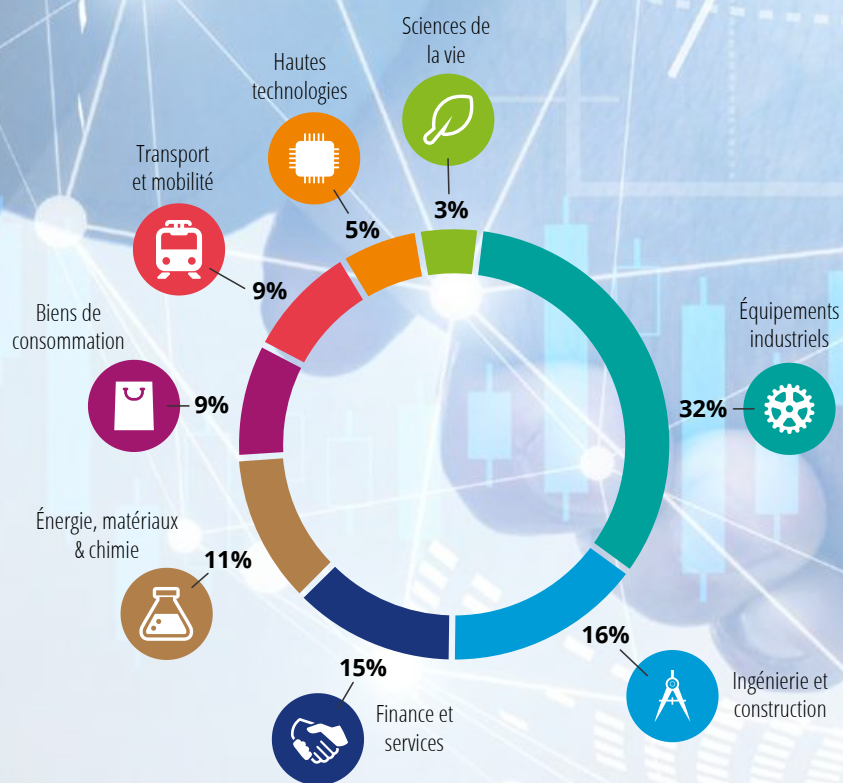 Sciences de
la vie
3%
Hautes
technologies
5%
Transport
et mobilité
9%
Biens de
consommation
9%
Équipements
industriels
32%
Énergie, matériaux
& chimie
11%
16%
Ingénierie et
construction
15%
Finance et
services